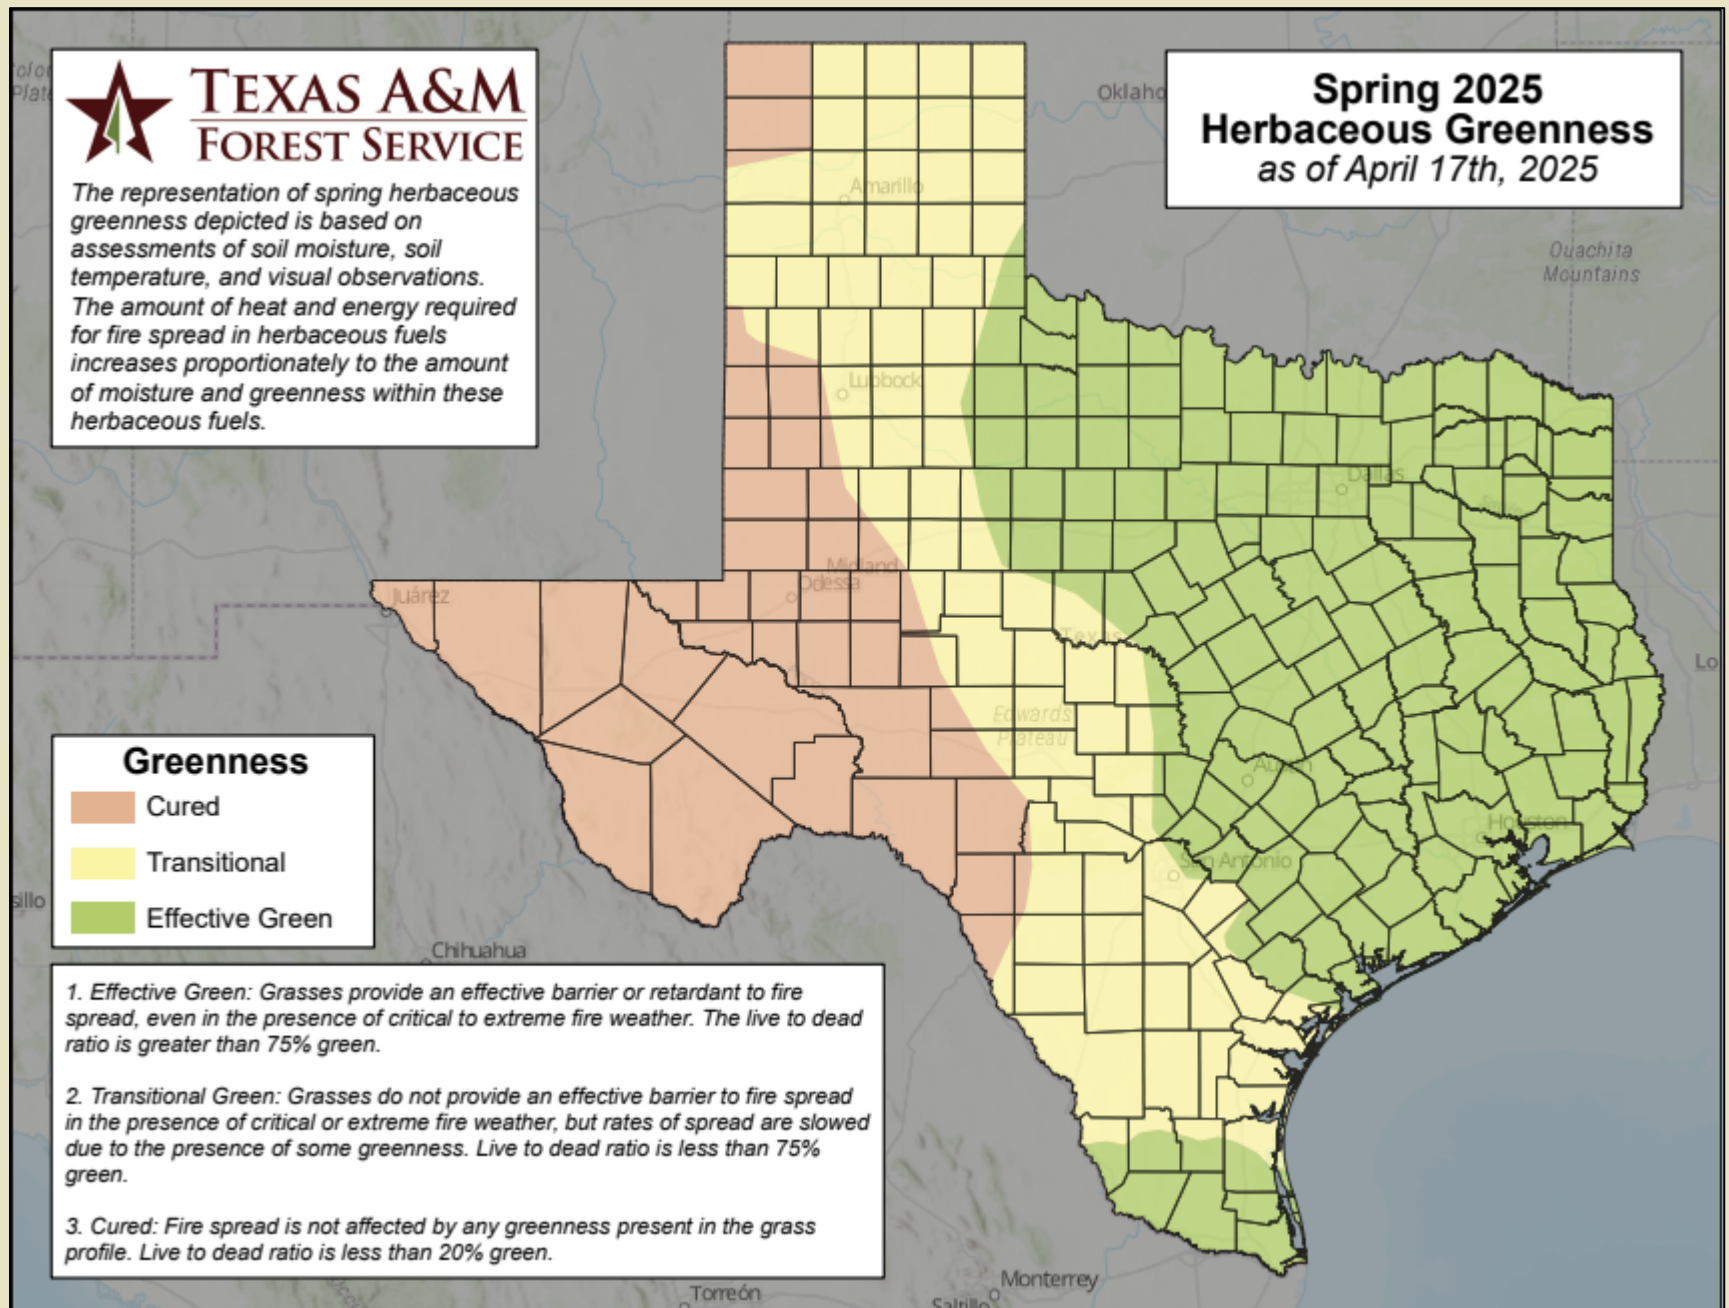 TEXAS A&M
FOREST SERVICE
The representation of spring herbaceous
greenness depicted is based on
assessments of soil moisture, soil
temperature, and visual observations.
The amount of heat and energy required
for fire spread in herbaceous fuels
increases proportionately to the amount
of moisture and greenness within these
herbaceous fuels.
Spring 2025
Herbaceous Greenness
as of April 17th, 2025
Oklaho
Amarillo
Ouachita
Mountains
Lubbock
Dallas
Midland
Odessa
Juárez
Texas
Lo
Edwards
Plateau
Austin
Houston
San Antonio
Greenness
Cured
Transitional
Effective Green
sillo
Chihuahua
1. Effective Green: Grasses provide an effective barrier or retardant to fire
spread, even in the presence of critical to extreme fire weather. The live to dead
ratio is greater than 75% green.
2. Transitional Green: Grasses do not provide an effective barrier to fire spread
in the presence of critical or extreme fire weather, but rates of spread are slowed
due to the presence of some greenness. Live to dead ratio is less than 75%
green.
3. Cured: Fire spread is not affected by any greenness present in the grass
profile. Live to dead ratio is less than 20% green.
Monterrey
Torreón
Saltillo